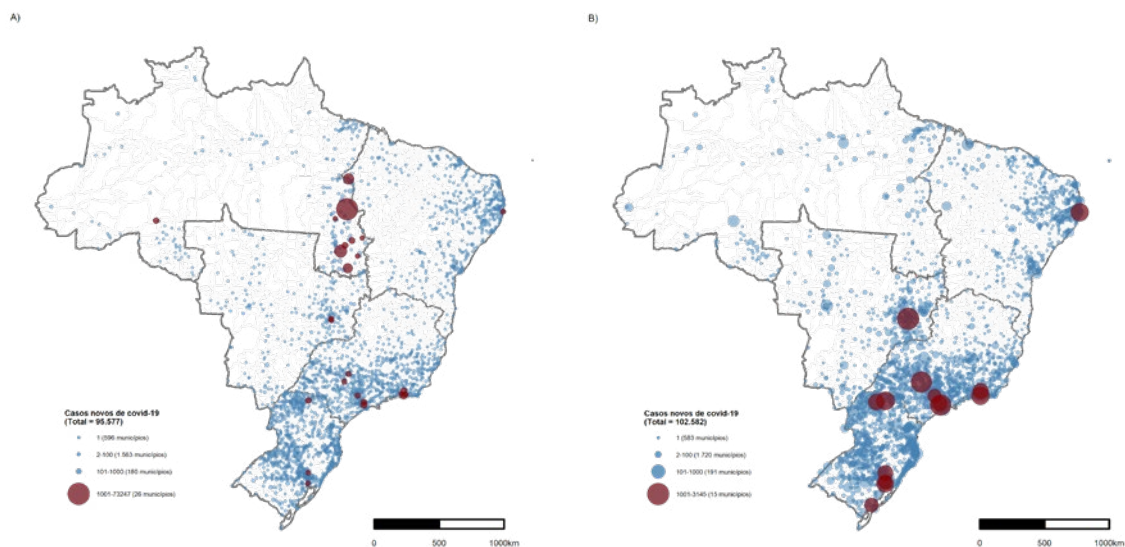 A)
B)
Casos novos de covid-19
(Total = 95.577)
1 (596 municípios)
2-100 (1.563 municípios)
101-1000 (180 municípios)
1001-73247 (26 municípios)
0 500 1000km
Casos novos de covid-19
(Total = 102.582)
1 (583 municípios)
2-100 (1.720 municípios)
101-1000 (191 municípios)
1001-3145 (15 municípios)
0 500 1000km